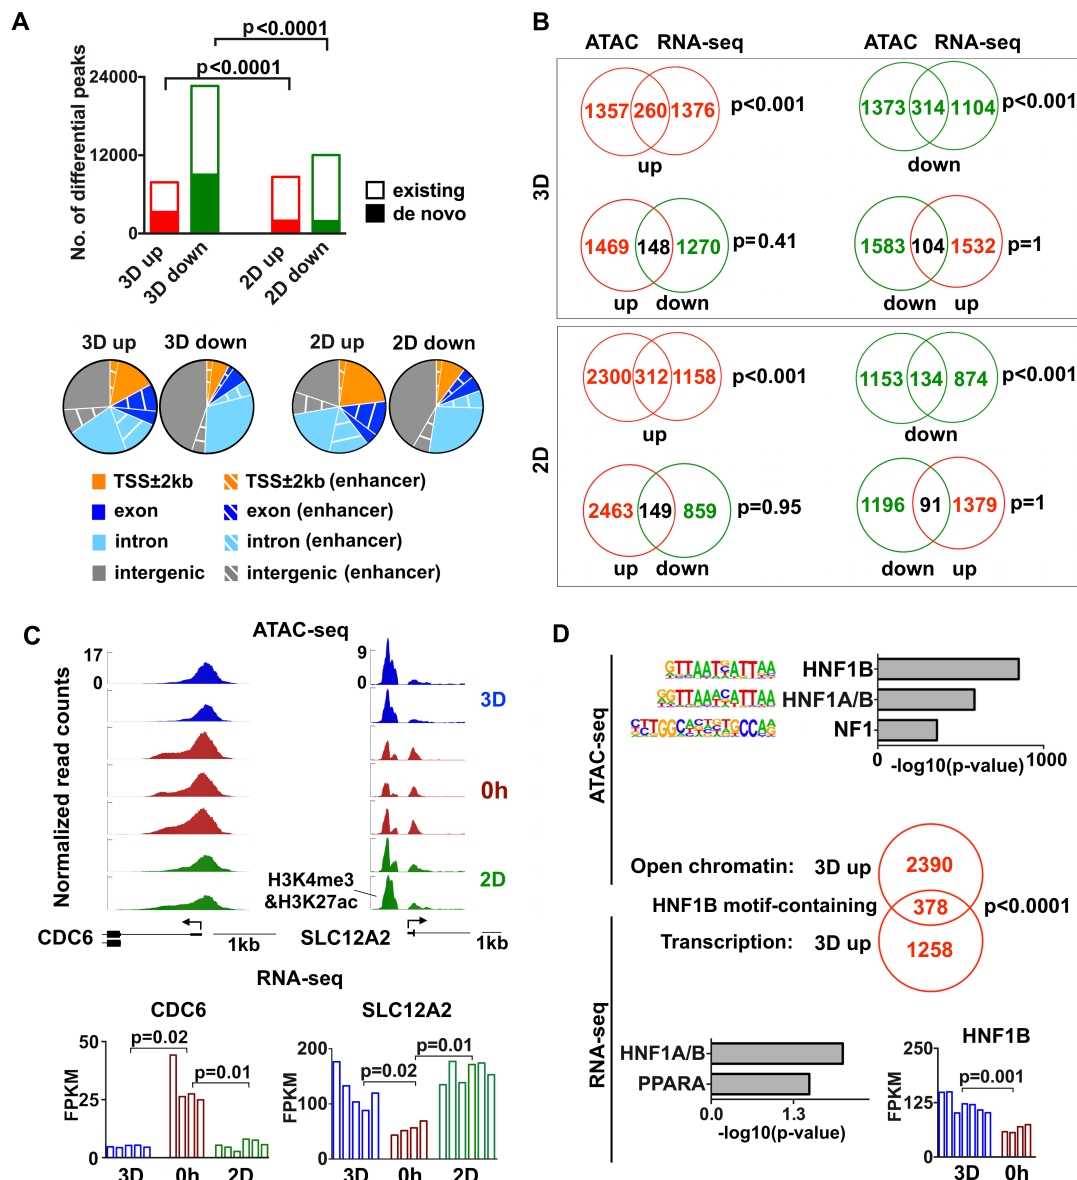 A
p<0.0001
p<0.0001
No. of differential peaks
24000
12000
0
existing
de novo
3D up
3D down
2D up
2D down
3D up
3D down
2D up
2D down
TSS±2kb
TSS±2kb (enhancer)
exon
exon (enhancer)
intron
intron (enhancer)
intergenic
intergenic (enhancer)
B
ATAC RNA-seq
ATAC RNA-seq
3D
1357 260 1376 p<0.001
up
1373 314 1104 p<0.001
down
1469 148 1270 p=0.41
up down
1583 104 1532 p=1
down up
2D
2300 312 1158 p<0.001
up
1153 134 874 p<0.001
down
2463 149 859 p=0.95
up down
1196 91 1379 p=1
down up
C
ATAC-seq
Normalized read counts
17
0
9
0
3D
0h
2D
H3K4me3
&H3K27ac
CDC6
1kb
SLC12A2
1kb
RNA-seq
CDC6
FPKM
50
25
0
p=0.02
p=0.01
3D 0h 2D
SLC12A2
FPKM
200
100
0
p=0.02
p=0.01
3D 0h 2D
D
ATAC-seq
GTTAATCATTAA HNF1B
GGTTAAACATTAA HNF1A/B
NF1
0 1000
-log10(p-value)
Open chromatin: 3D up 2390
HNF1B motif-containing 378 p<0.0001
Transcription: 3D up 1258
RNA-seq
HNF1A/B
PPARA
0.0 1.3
-log10(p-value)
HNF1B
FPKM
250
125
0
p=0.001
3D 0h